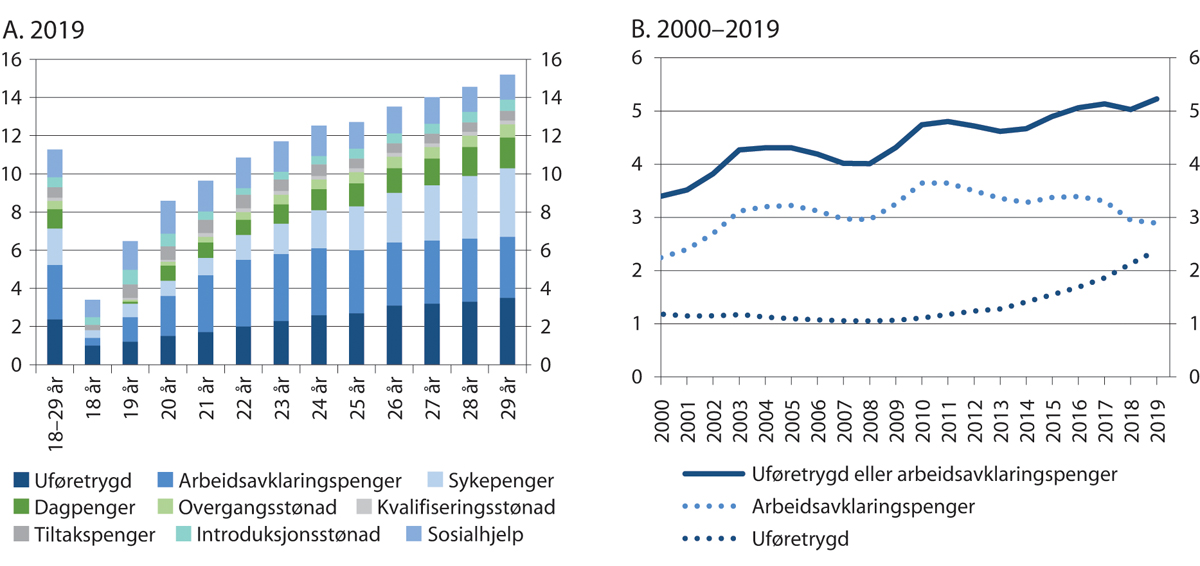 A. 2019
16 16
14 14
12 12
10 10
8 8
6 6
4 4
2 2
0 0
18–29 år
18 år
19 år
20 år
21 år
22 år
23 år
24 år
25 år
26 år
27 år
28 år
29 år
Uføretrygd Arbeidsavklaringspenger Sykepenger
Dagpenger Overgangsstønad Kvalifiseringsstønad
Tiltakspenger Introduksjonsstønad Sosialhjelp
B. 2000–2019
6 6
5 5
4 4
3 3
2 2
1 1
0 0
2000
2001
2002
2003
2004
2005
2006
2007
2008
2009
2010
2011
2012
2013
2014
2015
2016
2017
2018
2019
Uføretrygd eller arbeidsavklaringspenger
Arbeidsavklaringspenger
Uføretrygd